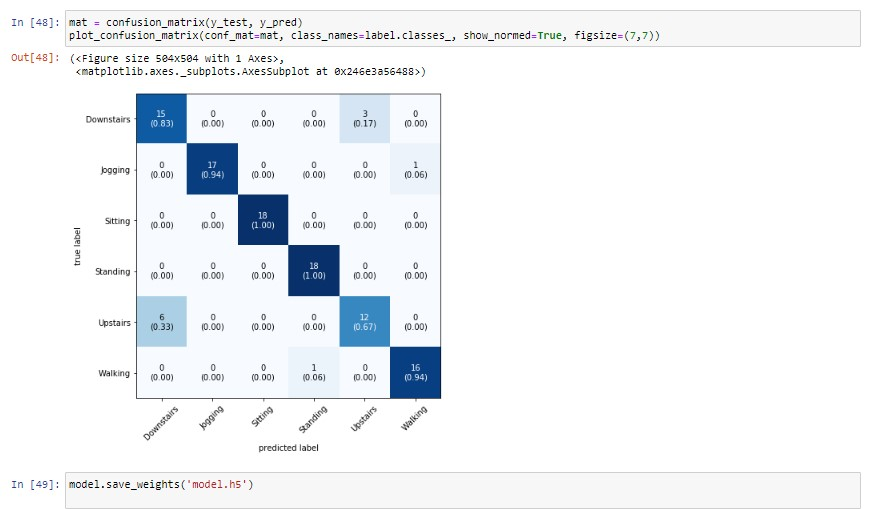 In [48]: mat = confusion_matrix(y_test, y_pred)
plot_confusion_matrix(conf_mat=mat, class_names=label.classes_, show_normed=True, figsize=(7,7))
Out[48]: (<Figure size 504x504 with 1 Axes>,
<matplotlib.axes._subplots.AxesSubplot at 0x246e3a56488>)
true label
15 0 0 0 3 0
Downstairs
(0.83) (0.00) (0.00) (0.00) (0.17) (0.00)
0 17 0 0 0 1
Jogging
(0.00) (0.94) (0.00) (0.00) (0.00) (0.06)
0 0 18 0 0 0
Sitting
(0.00) (0.00) (1.00) (0.00) (0.00) (0.00)
0 0 0 18 0 0
Standing
(0.00) (0.00) (0.00) (1.00) (0.00) (0.00)
6 0 0 0 12 0
Upstairs
(0.33) (0.00) (0.00) (0.00) (0.67) (0.00)
0 0 0 1 0 16
Walking
(0.00) (0.00) (0.00) (0.06) (0.00) (0.94)
Downstairs Jogging Sitting Standing Upstairs Walking
predicted label
In [49]: model.save_weights('model.h5')